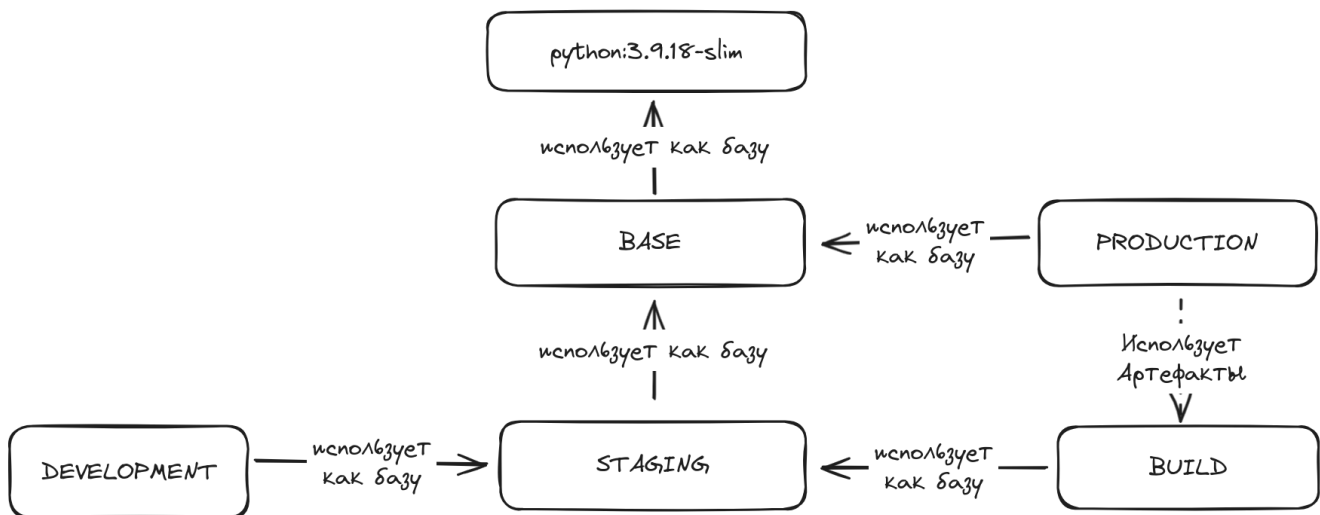 python:3.9.18-slim
использует как базу
BASE
использует
как базу
PRODUCTION
использует как базу
Использует
Артефакты
DEVELOPMENT
использует
как базу
STAGING
использует
как базу
BUILD